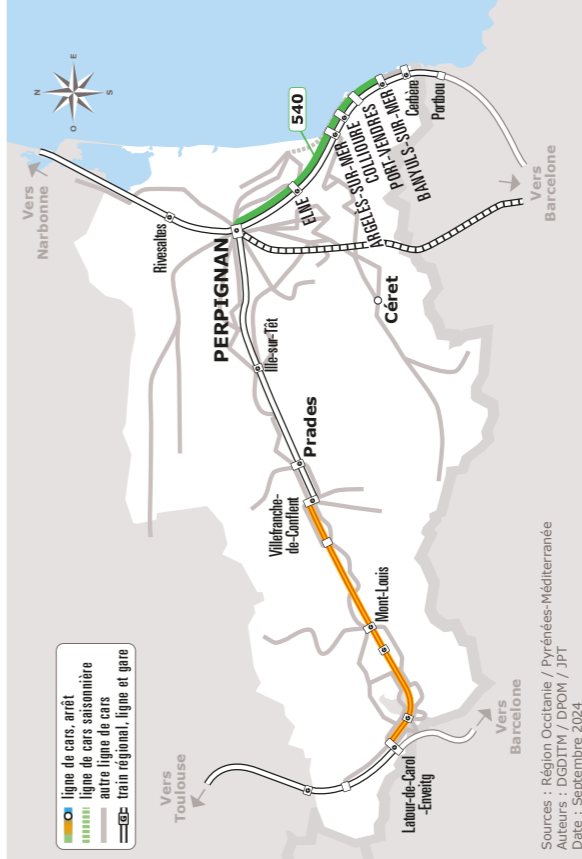 ligne de cars, arrêt
ligne de cars saisonnière
autre ligne de cars
train régional, ligne et gare
G
Vers
Toulouse
Vers
Narbonne
N
E
S
O
Rivesaltes
PERPIGNAN
540
Ille-sur-Têt
Prades
Villefranche-
de-Conflent
Mont-Louis
Latour-de-Carol
-Enveitg
ELNE
ARGELÈS-SUR-MER
COLLIOURE
PORT-VENDRES
BANYULS-SUR-MER
Cerbère
Portbou
Céret
Vers
Barcelone
Vers
Barcelone
Sources : Région Occitanie / Pyrénées-Méditerranée
Auteurs : DGDITM / DPOM / JPT
Date : Septembre 2024